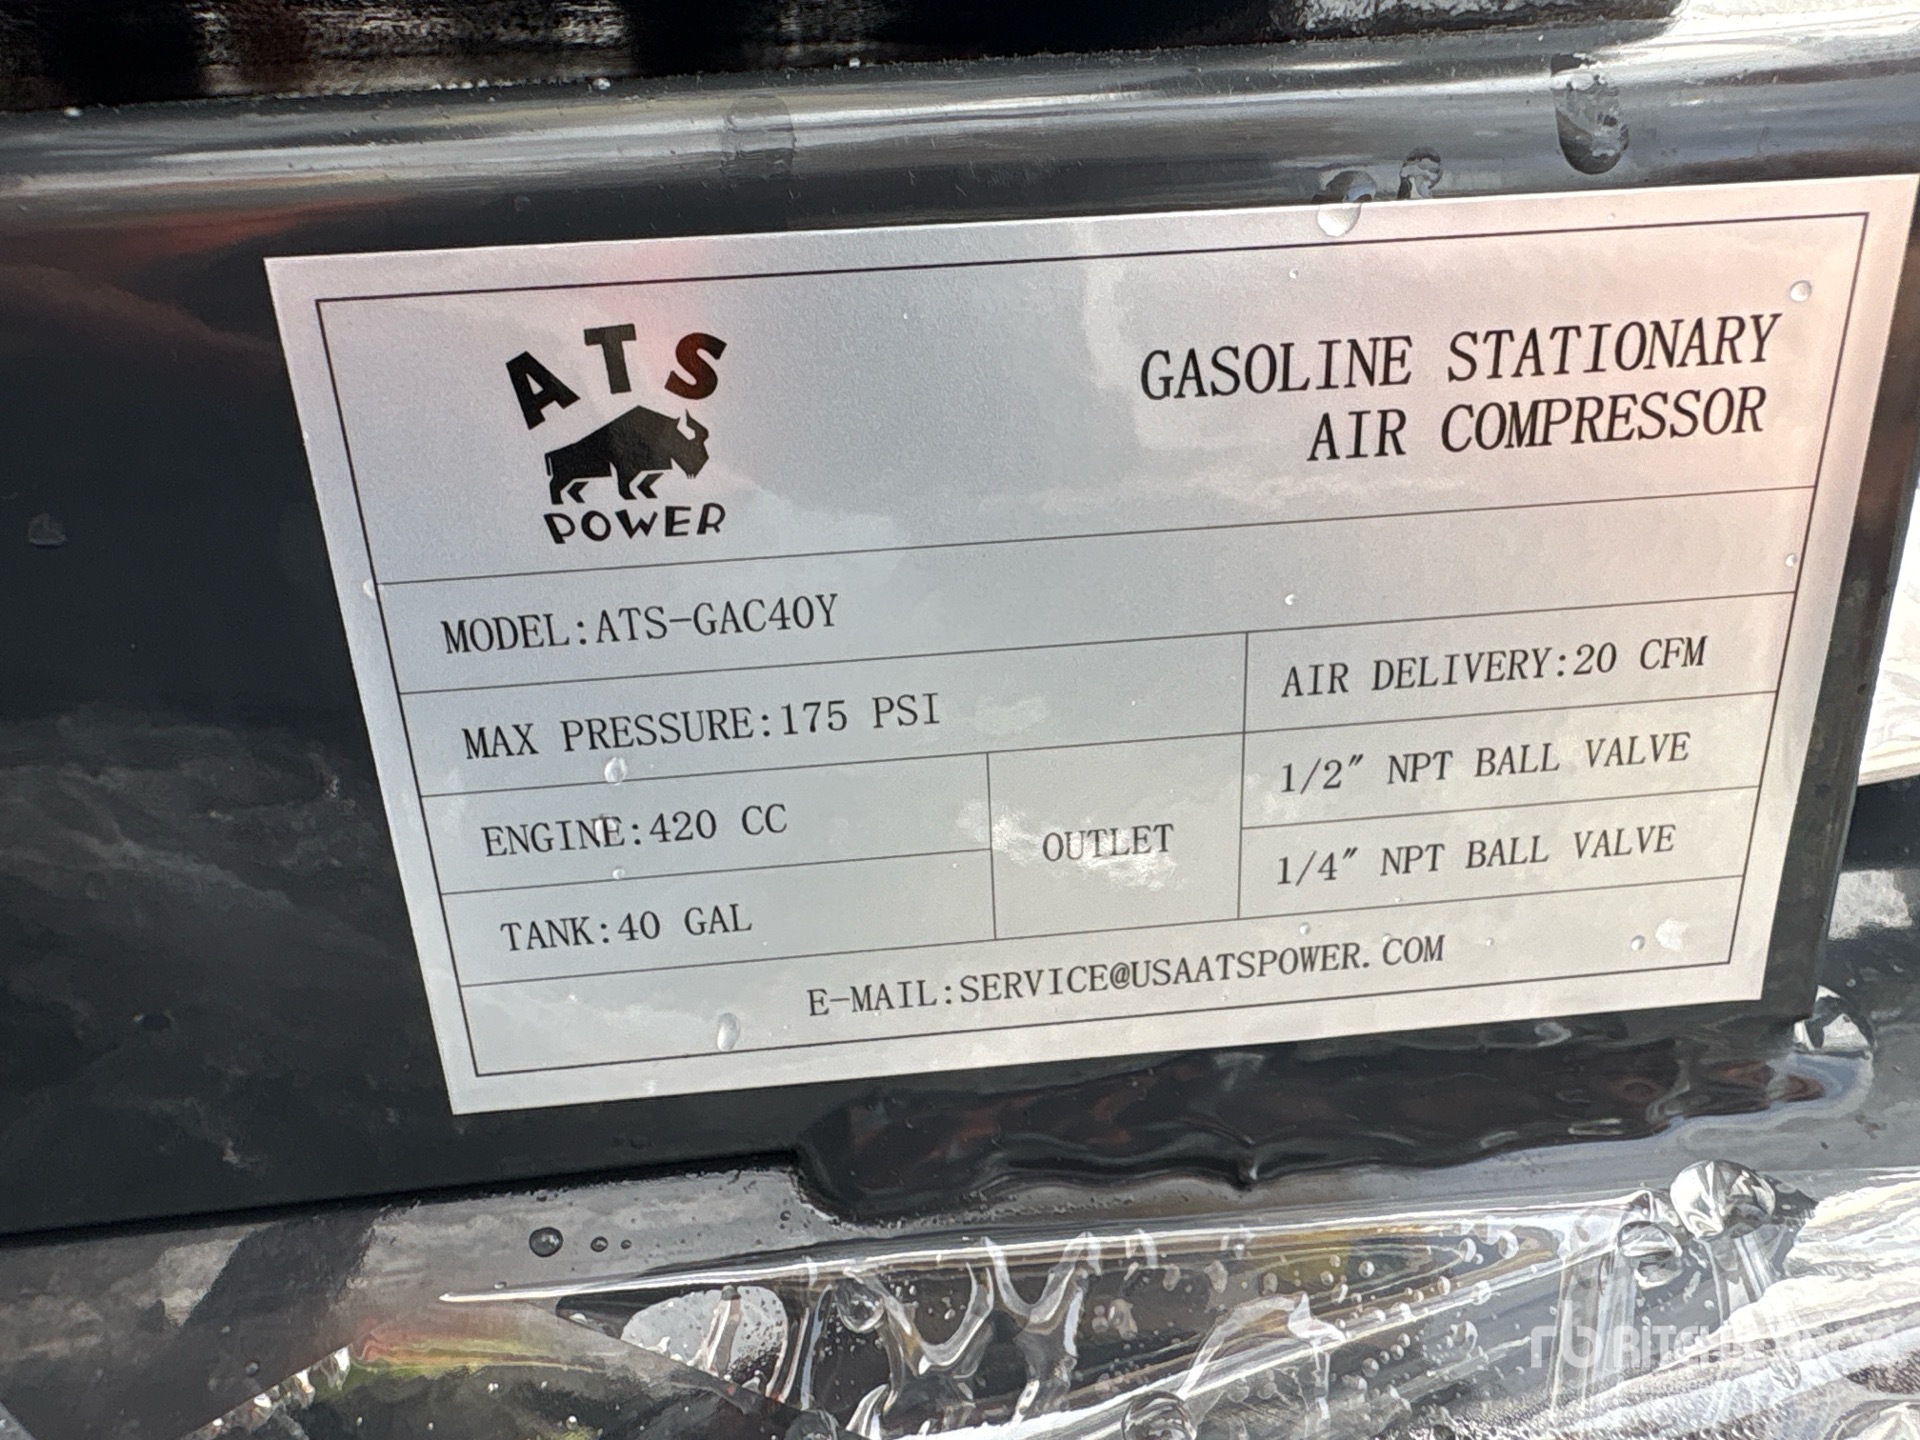 ATS
POWER
GASOLINE STATIONARY
AIR COMPRESSOR
MODEL:ATS-GAC40Y
MAX PRESSURE:175 PSI
AIR DELIVERY:20 CFM
ENGINE:420 CC
OUTLET
1/2" NPT BALL VALVE
1/4" NPT BALL VALVE
TANK:40 GAL
E-MAIL:SERVICE@USAATSPOWER.COM